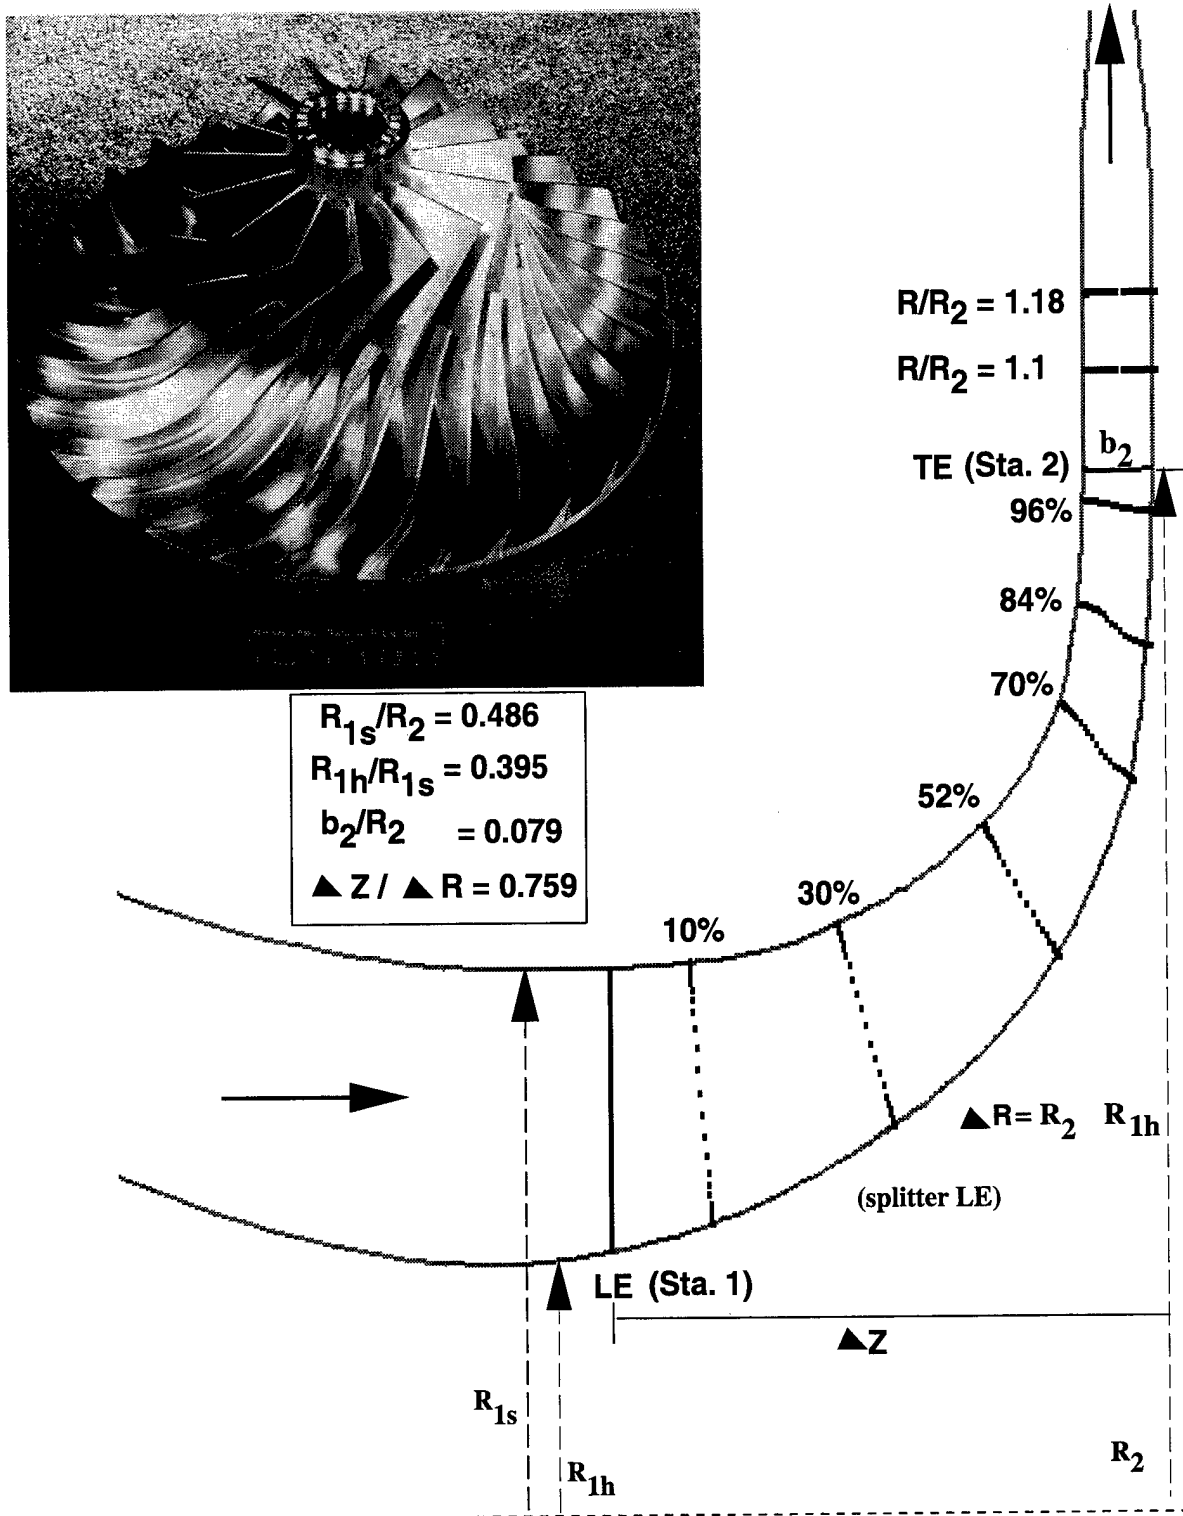 R/R2 = 1.18
R/R2 = 1.1
b2
TE (Sta. 2)
96%
84%
70%
R1s/R2 = 0.486
R1h/R1s = 0.395
b2/R2 = 0.079
▲Z / ▲R = 0.759
52%
30%
10%
▲R = R2 R1h
(splitter LE)
LE (Sta. 1)
▲Z
R1s
R2
R1h